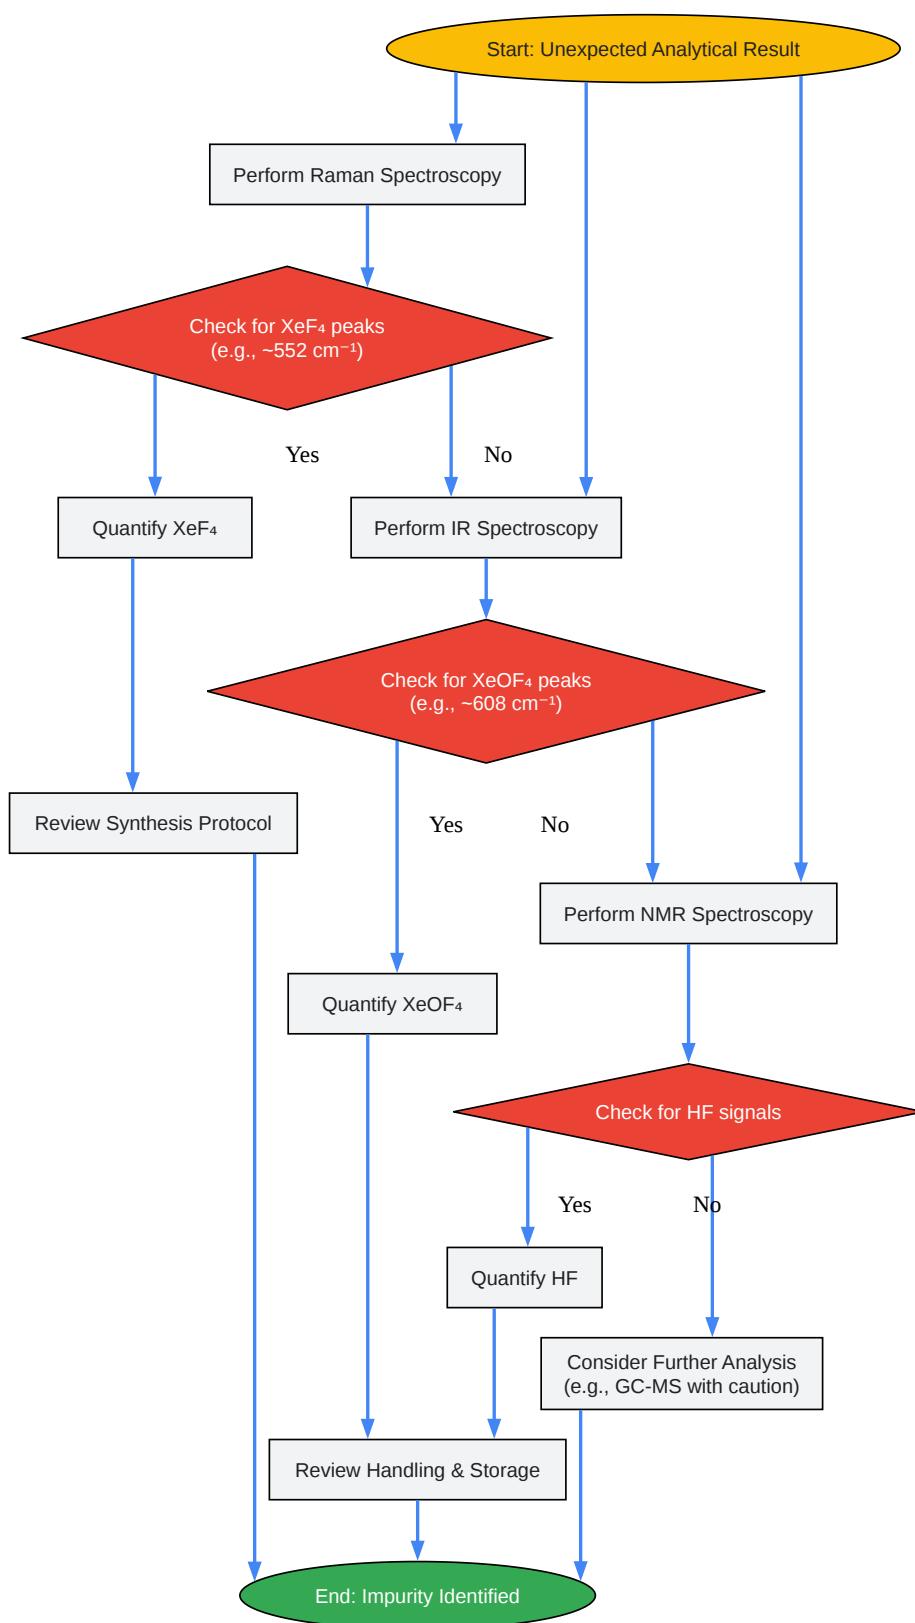 Start: Unexpected Analytical Result
Perform Raman Spectroscopy
Check for XeF₄ peaks
(e.g., ~552 cm⁻¹)
Yes
No
Quantify XeF₄
Perform IR Spectroscopy
Check for XeOF₄ peaks
(e.g., ~608 cm⁻¹)
Review Synthesis Protocol
Yes
No
Perform NMR Spectroscopy
Quantify XeOF₄
Check for HF signals
Yes
No
Quantify HF
Consider Further Analysis
(e.g., GC-MS with caution)
Review Handling & Storage
End: Impurity Identified